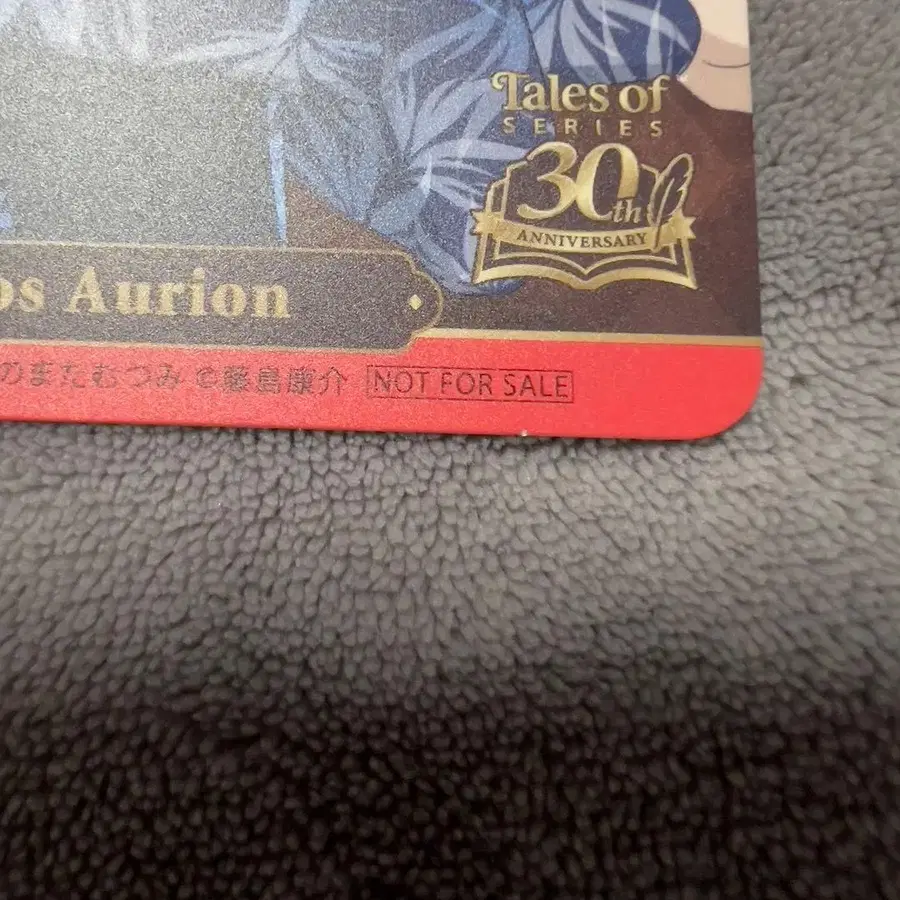 Tales of
SERIES
30th
ANNIVERSARY
os Aurion
のまたむつみ ©藤島康介 NOT FOR SALE